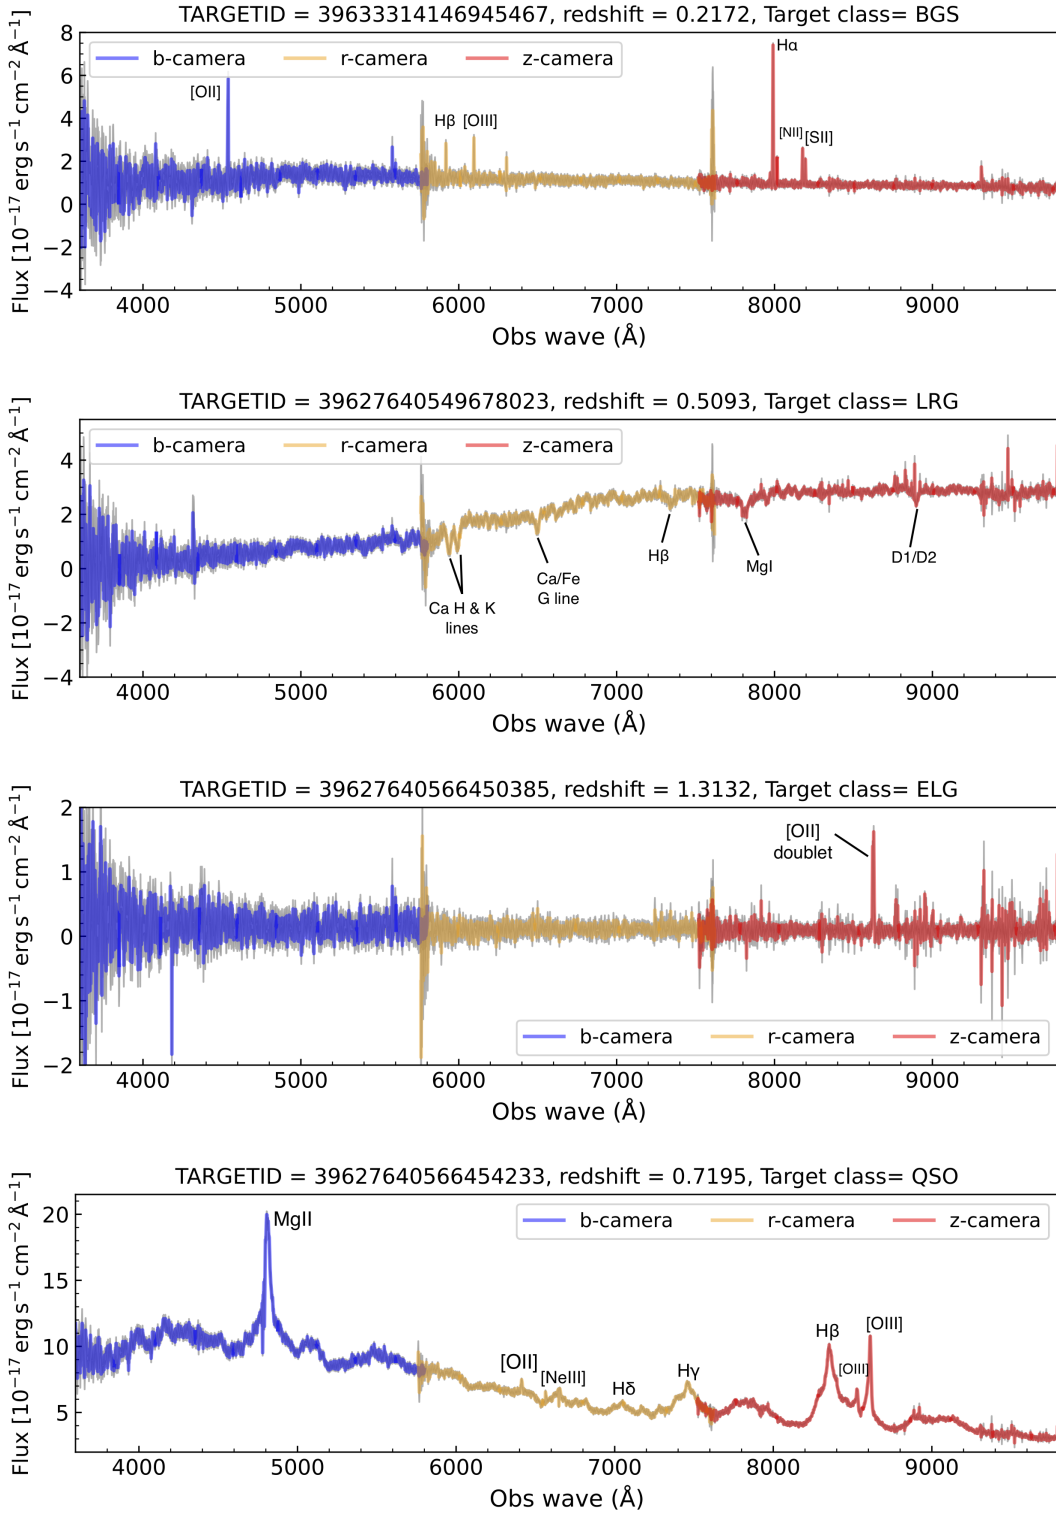 TARGETID = 39633314146945467, redshift = 0.2172, Target class= BGS
b-camera r-camera z-camera
Flux [10⁻¹⁷ erg s⁻¹ cm⁻² Å⁻¹]
8
6
4
2
0
−2
−4
[OII]
Hβ [OIII]
Hα
[NII] [SII]
4000 5000 6000 7000 8000 9000
Obs wave (Å)
TARGETID = 39627640549678023, redshift = 0.5093, Target class= LRG
b-camera r-camera z-camera
Flux [10⁻¹⁷ erg s⁻¹ cm⁻² Å⁻¹]
4
2
0
−2
−4
Ca H & K
lines
Ca/Fe
G line
Hβ
MgI
D1/D2
4000 5000 6000 7000 8000 9000
Obs wave (Å)
TARGETID = 39627640566450385, redshift = 1.3132, Target class= ELG
Flux [10⁻¹⁷ erg s⁻¹ cm⁻² Å⁻¹]
2
1
0
−1
−2
[OII]
doublet
b-camera r-camera z-camera
4000 5000 6000 7000 8000 9000
Obs wave (Å)
TARGETID = 39627640566454233, redshift = 0.7195, Target class= QSO
b-camera r-camera z-camera
Flux [10⁻¹⁷ erg s⁻¹ cm⁻² Å⁻¹]
20
15
10
5
MgII
[OII]
[NeIII]
Hδ
Hγ
Hβ
[OIII]
[OIII]
4000 5000 6000 7000 8000 9000
Obs wave (Å)